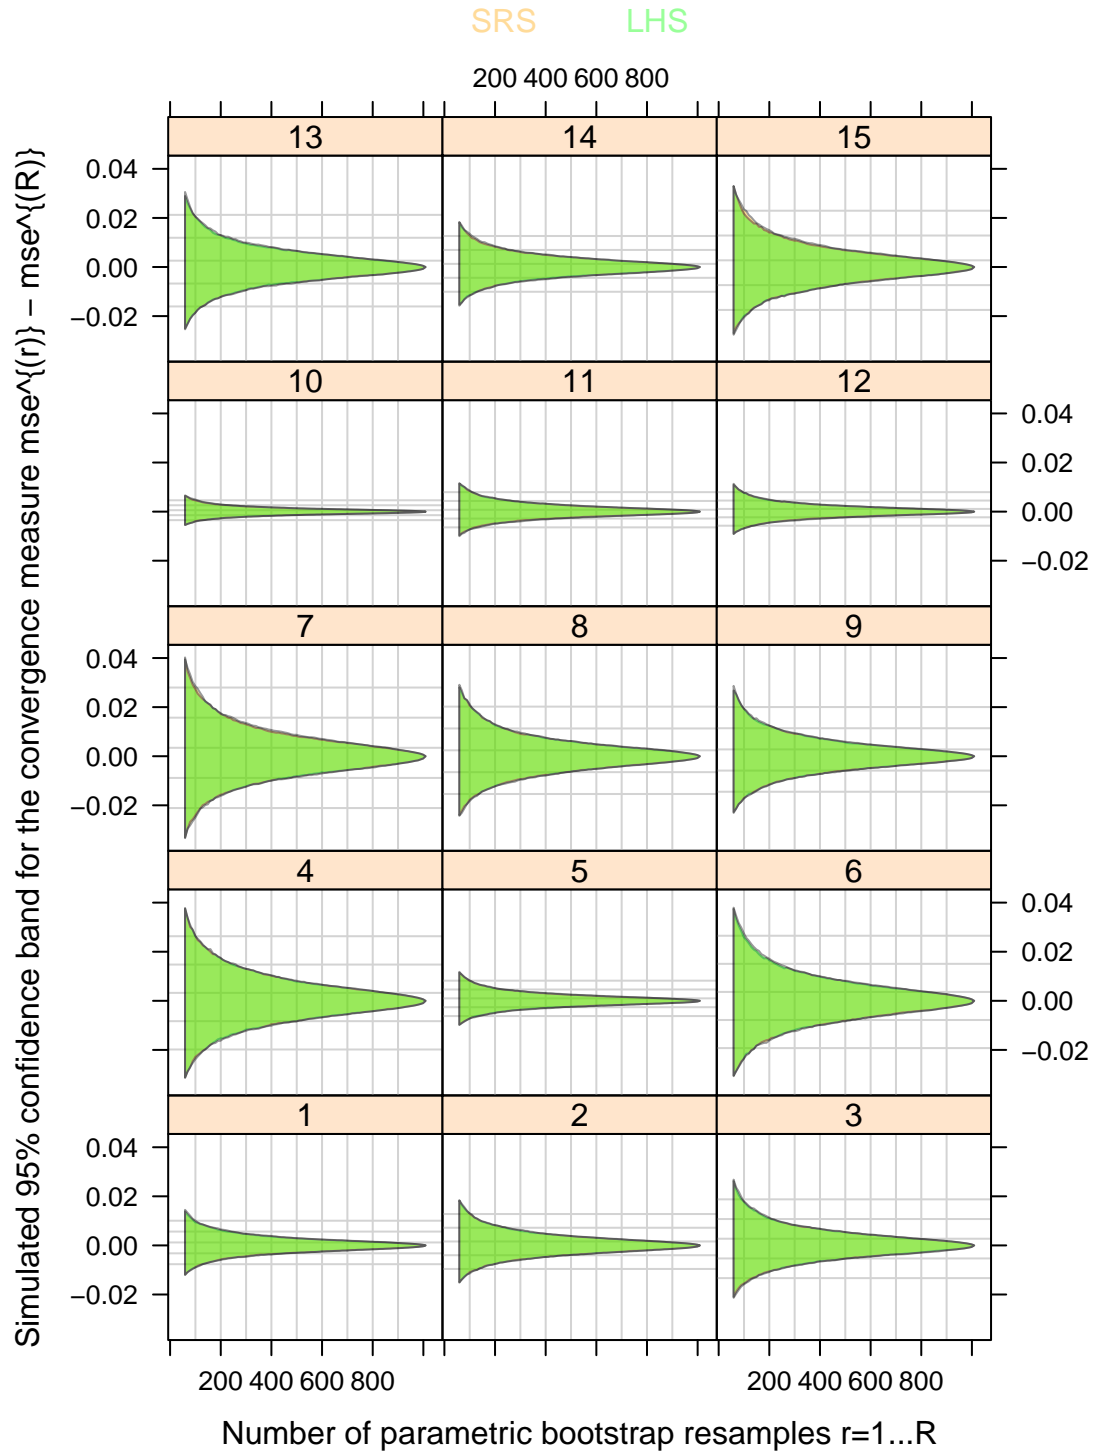 SRS LHS
200 400 600 800
13 14 15
0.04
0.02
0.00
−0.02
10 11 12
0.04
0.02
0.00
−0.02
7 8 9
0.04
0.02
0.00
−0.02
4 5 6
0.04
0.02
0.00
−0.02
1 2 3
0.04
0.02
0.00
−0.02
200 400 600 800 200 400 600 800
Number of parametric bootstrap resamples r=1...R
Simulated 95% confidence band for the convergence measure mse^{(r)} − mse^{(R)}